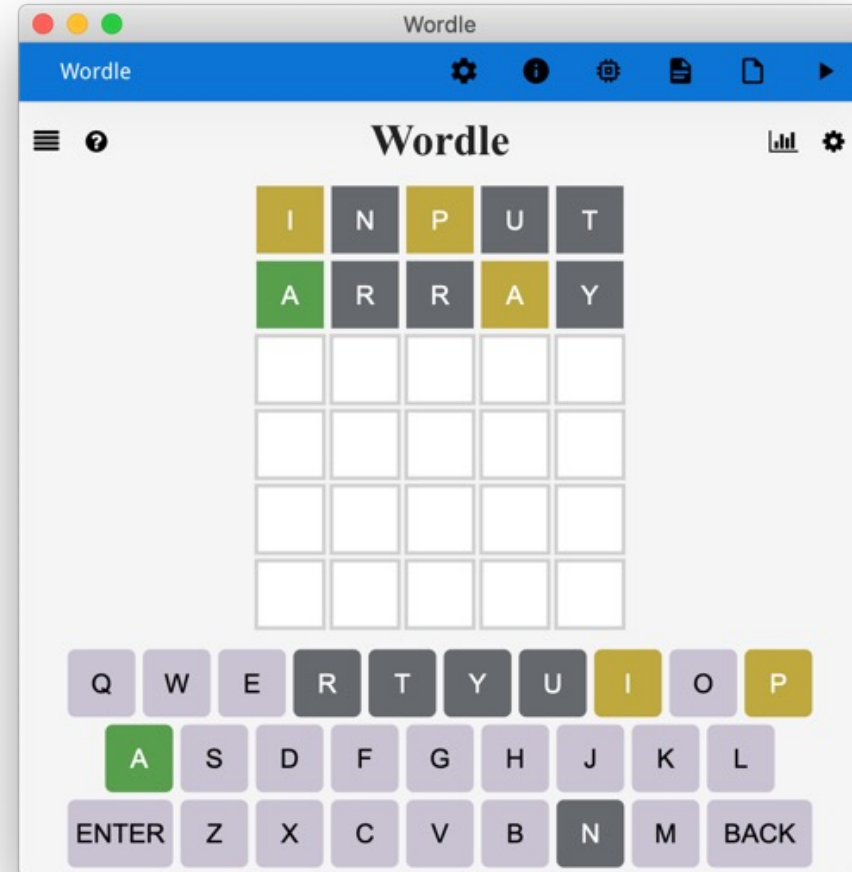 Wordle
Wordle
Wordle
I N P U T
A R R A Y
Q W E R T Y U I O P
A S D F G H J K L
ENTER Z X C V B N M BACK